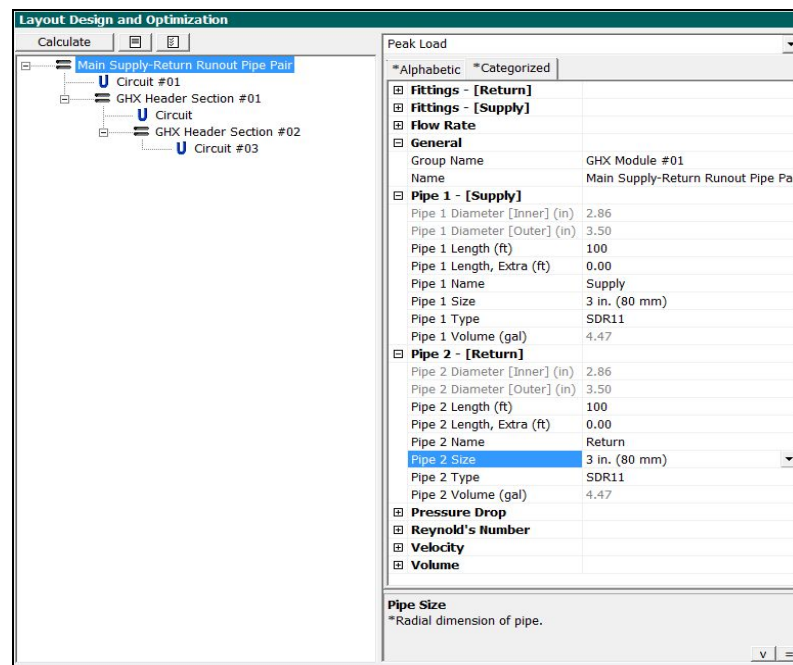 Layout Design and Optimization
Calculate
Main Supply-Return Runout Pipe Pair
Circuit #01
GHX Header Section #01
Circuit
GHX Header Section #02
Circuit #03
Peak Load
*Alphabetic *Categorized
Fittings - [Return]
Fittings - [Supply]
Flow Rate
General
Group Name GHX Module #01
Name Main Supply-Return Runout Pipe Pa
Pipe 1 - [Supply]
Pipe 1 Diameter [Inner] (in) 2.86
Pipe 1 Diameter [Outer] (in) 3.50
Pipe 1 Length (ft) 100
Pipe 1 Length, Extra (ft) 0.00
Pipe 1 Name Supply
Pipe 1 Size 3 in. (80 mm)
Pipe 1 Type SDR11
Pipe 1 Volume (gal) 4.47
Pipe 2 - [Return]
Pipe 2 Diameter [Inner] (in) 2.86
Pipe 2 Diameter [Outer] (in) 3.50
Pipe 2 Length (ft) 100
Pipe 2 Length, Extra (ft) 0.00
Pipe 2 Name Return
Pipe 2 Size 3 in. (80 mm)
Pipe 2 Type SDR11
Pipe 2 Volume (gal) 4.47
Pressure Drop
Reynold's Number
Velocity
Volume
Pipe Size
*Radial dimension of pipe.
v =